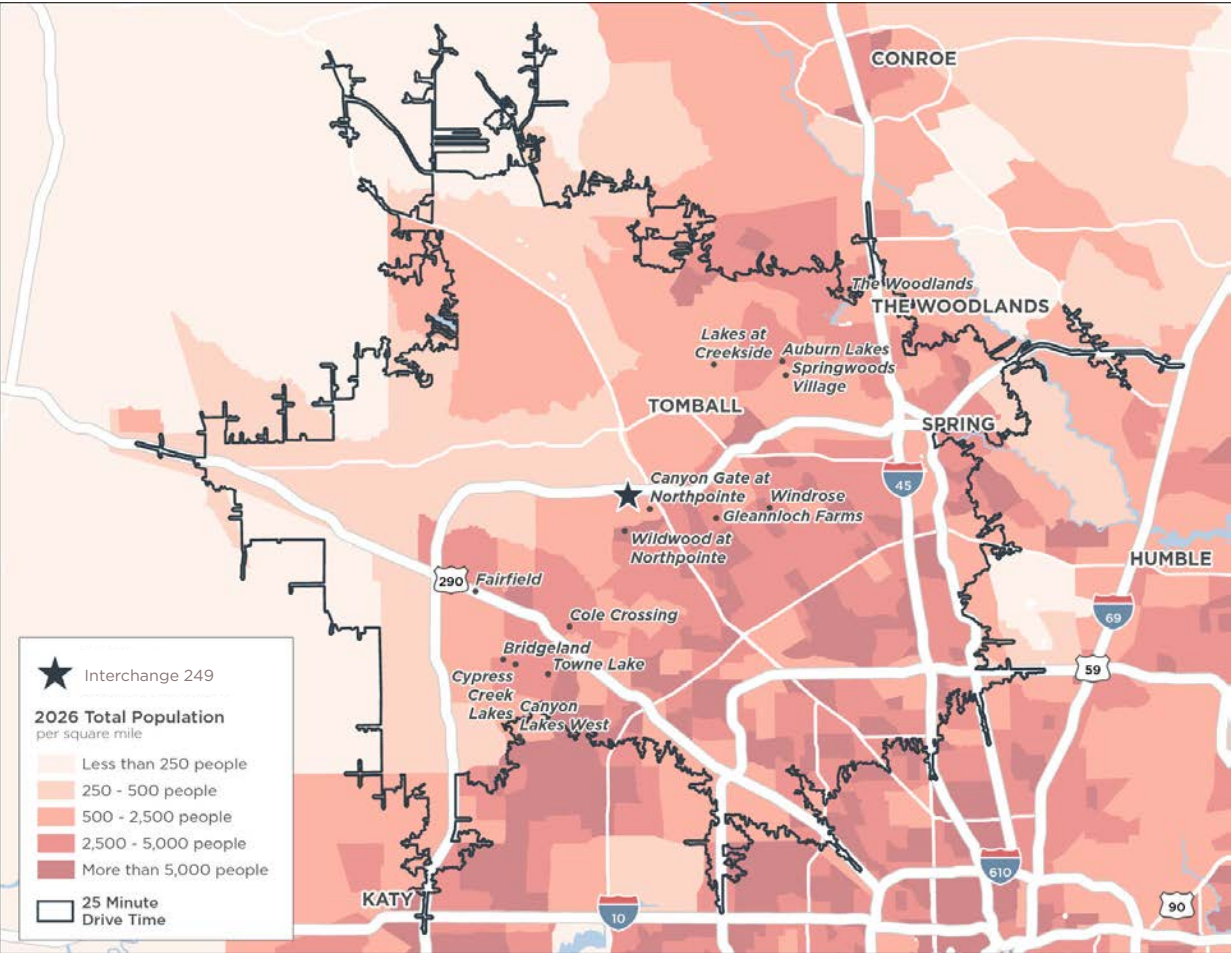 CONROE
The Woodlands
THE WOODLANDS
Lakes at
Creekside
Auburn Lakes
Springwoods
Village
TOMBALL
SPRING
45
Canyon Gate at
Northpointe
Windrose
Gleannloch Farms
Wildwood at
Northpointe
HUMBLE
290
Fairfield
69
Cole Crossing
Bridgeland
Towne Lake
59
Cypress
Creek
Lakes
Canyon
Lakes West
Interchange 249
2026 Total Population
per square mile
Less than 250 people
250 - 500 people
500 - 2,500 people
2,500 - 5,000 people
More than 5,000 people
25 Minute
Drive Time
KATY
10
610
90